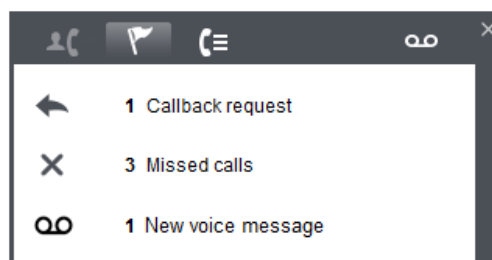 1 Callback request
3 Missed calls
1 New voice message